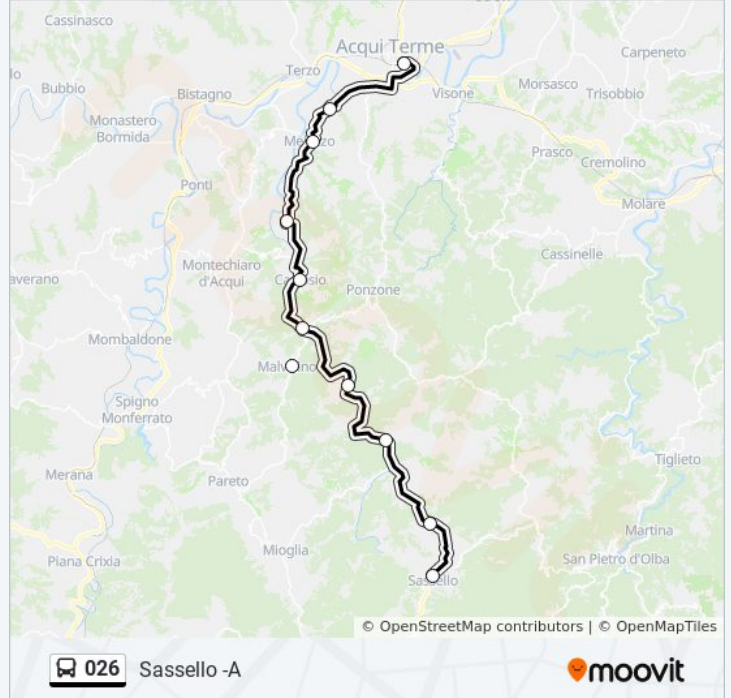 Cassinasco
Acqui Terme
Carpeneto
Terzo
Bubbio
Bistagno
Visone
Morsasco
Trisobbio
Monastero
Bormida
Prasco
Cremolino
Ponti
Molare
Cassinelle
Montechiaro
d'Acqui
averano
Ponzone
Mombaldone
Spigno
Monferrato
Tiglieto
Merana
Pareto
Martina
Mioglia
San Pietro d'Olba
Piana Crixia
Sassello
© OpenStreetMap contributors | © OpenMapTiles
026 Sassello -A
moovit